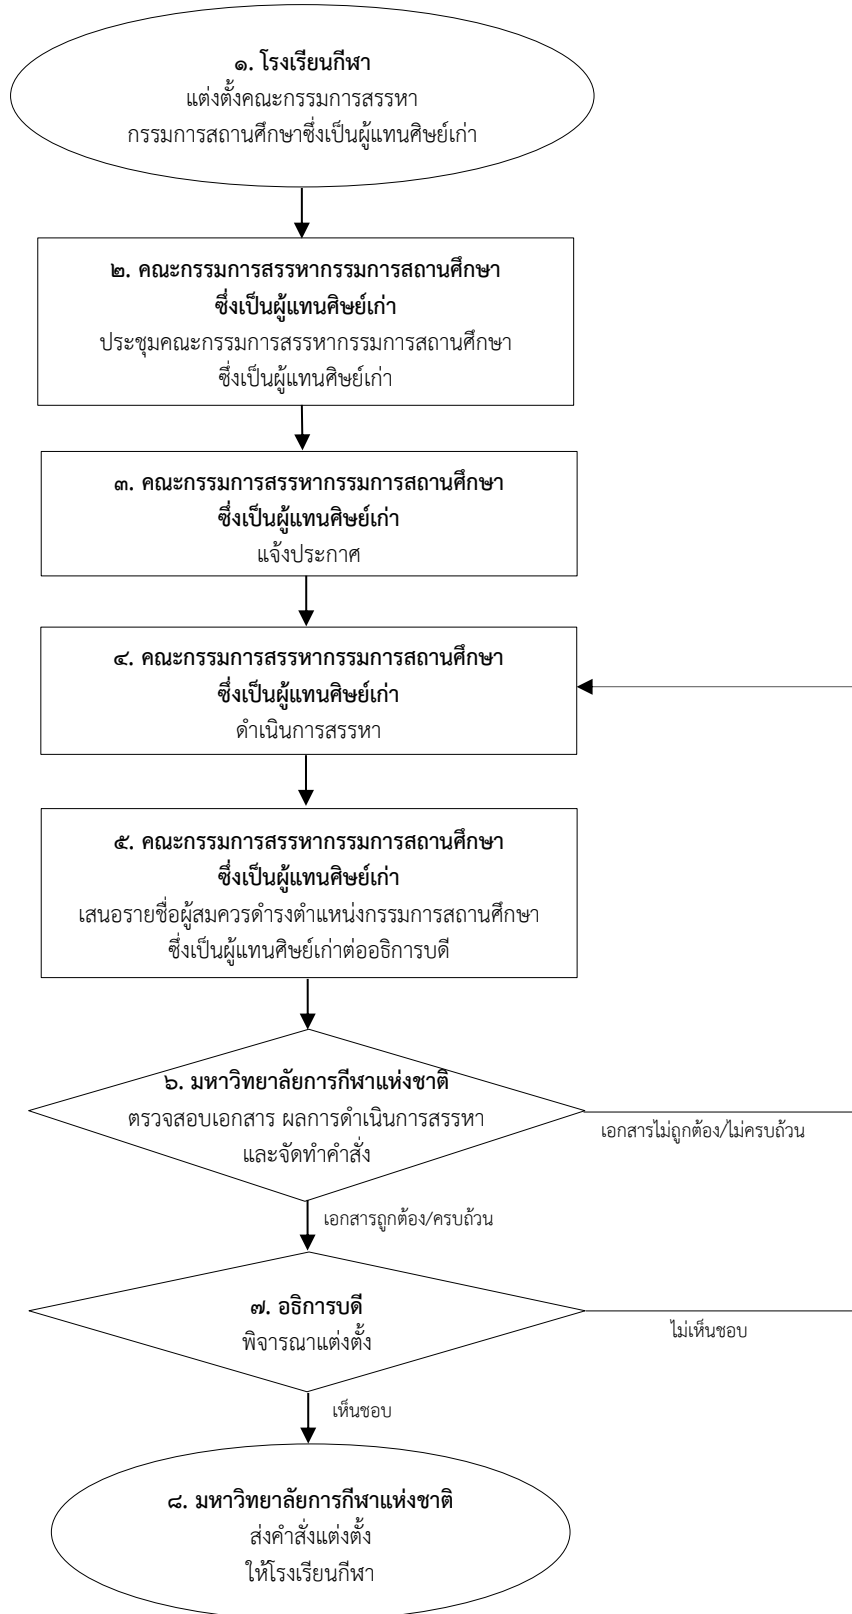 ๑. โรงเรียนกีฬา
แต่งตั้งคณะกรรมการสรรหา
กรรมการสถานศึกษาซึ่งเป็นผู้แทนศิษย์เก่า
๒. คณะกรรมการสรรหากรรมการสถานศึกษา
ซึ่งเป็นผู้แทนศิษย์เก่า
ประชุมคณะกรรมการสรรหากรรมการสถานศึกษา
ซึ่งเป็นผู้แทนศิษย์เก่า
๓. คณะกรรมการสรรหากรรมการสถานศึกษา
ซึ่งเป็นผู้แทนศิษย์เก่า
แจ้งประกาศ
๔. คณะกรรมการสรรหากรรมการสถานศึกษา
ซึ่งเป็นผู้แทนศิษย์เก่า
ดำเนินการสรรหา
๕. คณะกรรมการสรรหากรรมการสถานศึกษา
ซึ่งเป็นผู้แทนศิษย์เก่า
เสนอรายชื่อผู้สมควรดำรงตำแหน่งกรรมการสถานศึกษา
ซึ่งเป็นผู้แทนศิษย์เก่าต่ออธิการบดี
๖. มหาวิทยาลัยการกีฬาแห่งชาติ
ตรวจสอบเอกสาร ผลการดำเนินการสรรหา
และจัดทำคำสั่ง
เอกสารไม่ถูกต้อง/ไม่ครบถ้วน
เอกสารถูกต้อง/ครบถ้วน
๗. อธิการบดี
พิจารณาแต่งตั้ง
ไม่เห็นชอบ
เห็นชอบ
๘. มหาวิทยาลัยการกีฬาแห่งชาติ
ส่งคำสั่งแต่งตั้ง
ให้โรงเรียนกีฬา